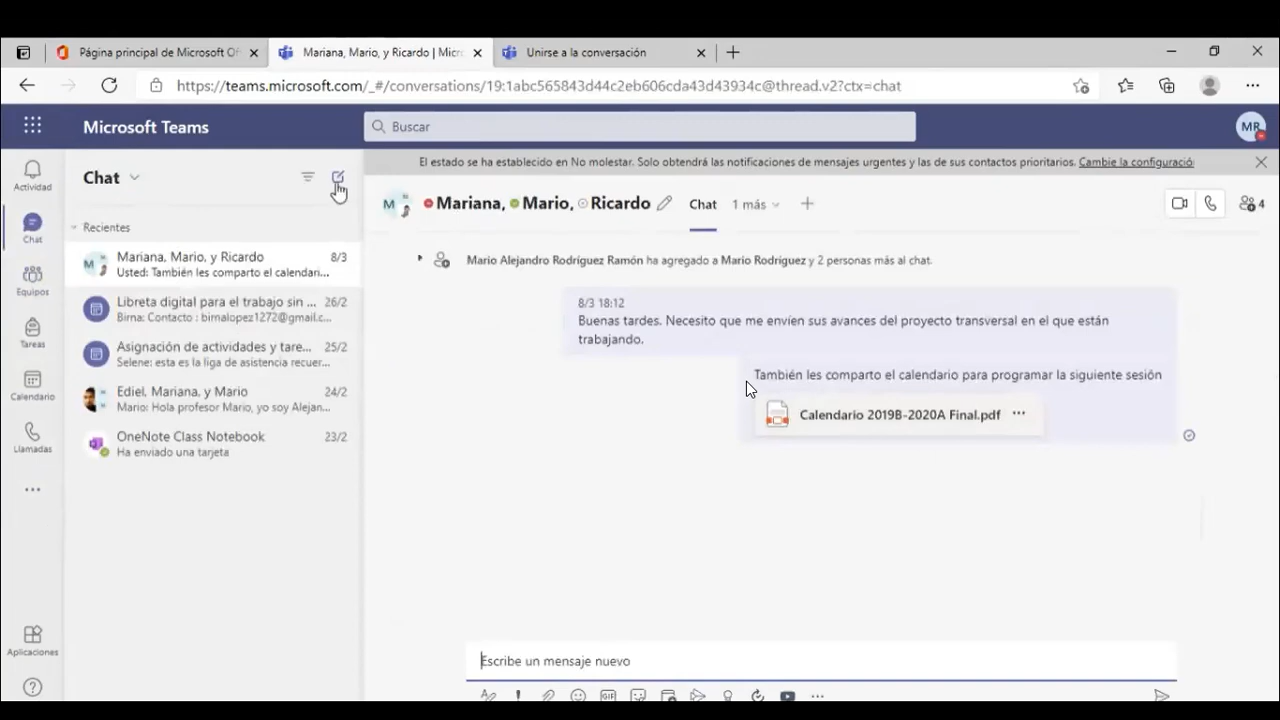 Página principal de Microsoft Of
Mariana, Mario, y Ricardo | Micro
Unirse a la conversación
https://teams.microsoft.com/_#/conversations/19:1abc565843d44c2eb606cda43d43934c@thread.v2?ctx=chat
Microsoft Teams
Buscar
MR
El estado se ha establecido en No molestar. Solo obtendrá las notificaciones de mensajes urgentes y las de sus contactos prioritarios. Cambie la configuració
Actividad
Chat
Equipos
Tareas
Calendario
Llamadas
Aplicaciones
Chat
Recientes
Mariana, Mario, y Ricardo 8/3
Usted: También les comparto el calendan...
Libreta digital para el trabajo sin ... 26/2
Birna: Contacto : birnalopez1272@gmail.c...
Asignación de actividades y tare... 25/2
Selene: esta es la liga de asistencia recuer...
Ediel, Mariana, y Mario 24/2
Mario: Hola profesor Mario, yo soy Alejan...
OneNote Class Notebook 23/2
Ha enviado una tarjeta
M
Mariana, Mario, Ricardo
Chat
1 más
4
Mario Alejandro Rodríguez Ramón ha agregado a Mario Rodríguez y 2 personas más al chat.
8/3 18:12
Buenas tardes. Necesito que me envíen sus avances del proyecto transversal en el que están
trabajando.
También les comparto el calendario para programar la siguiente sesión
Calendario 2019B-2020A Final.pdf
Escribe un mensaje nuevo
GIF